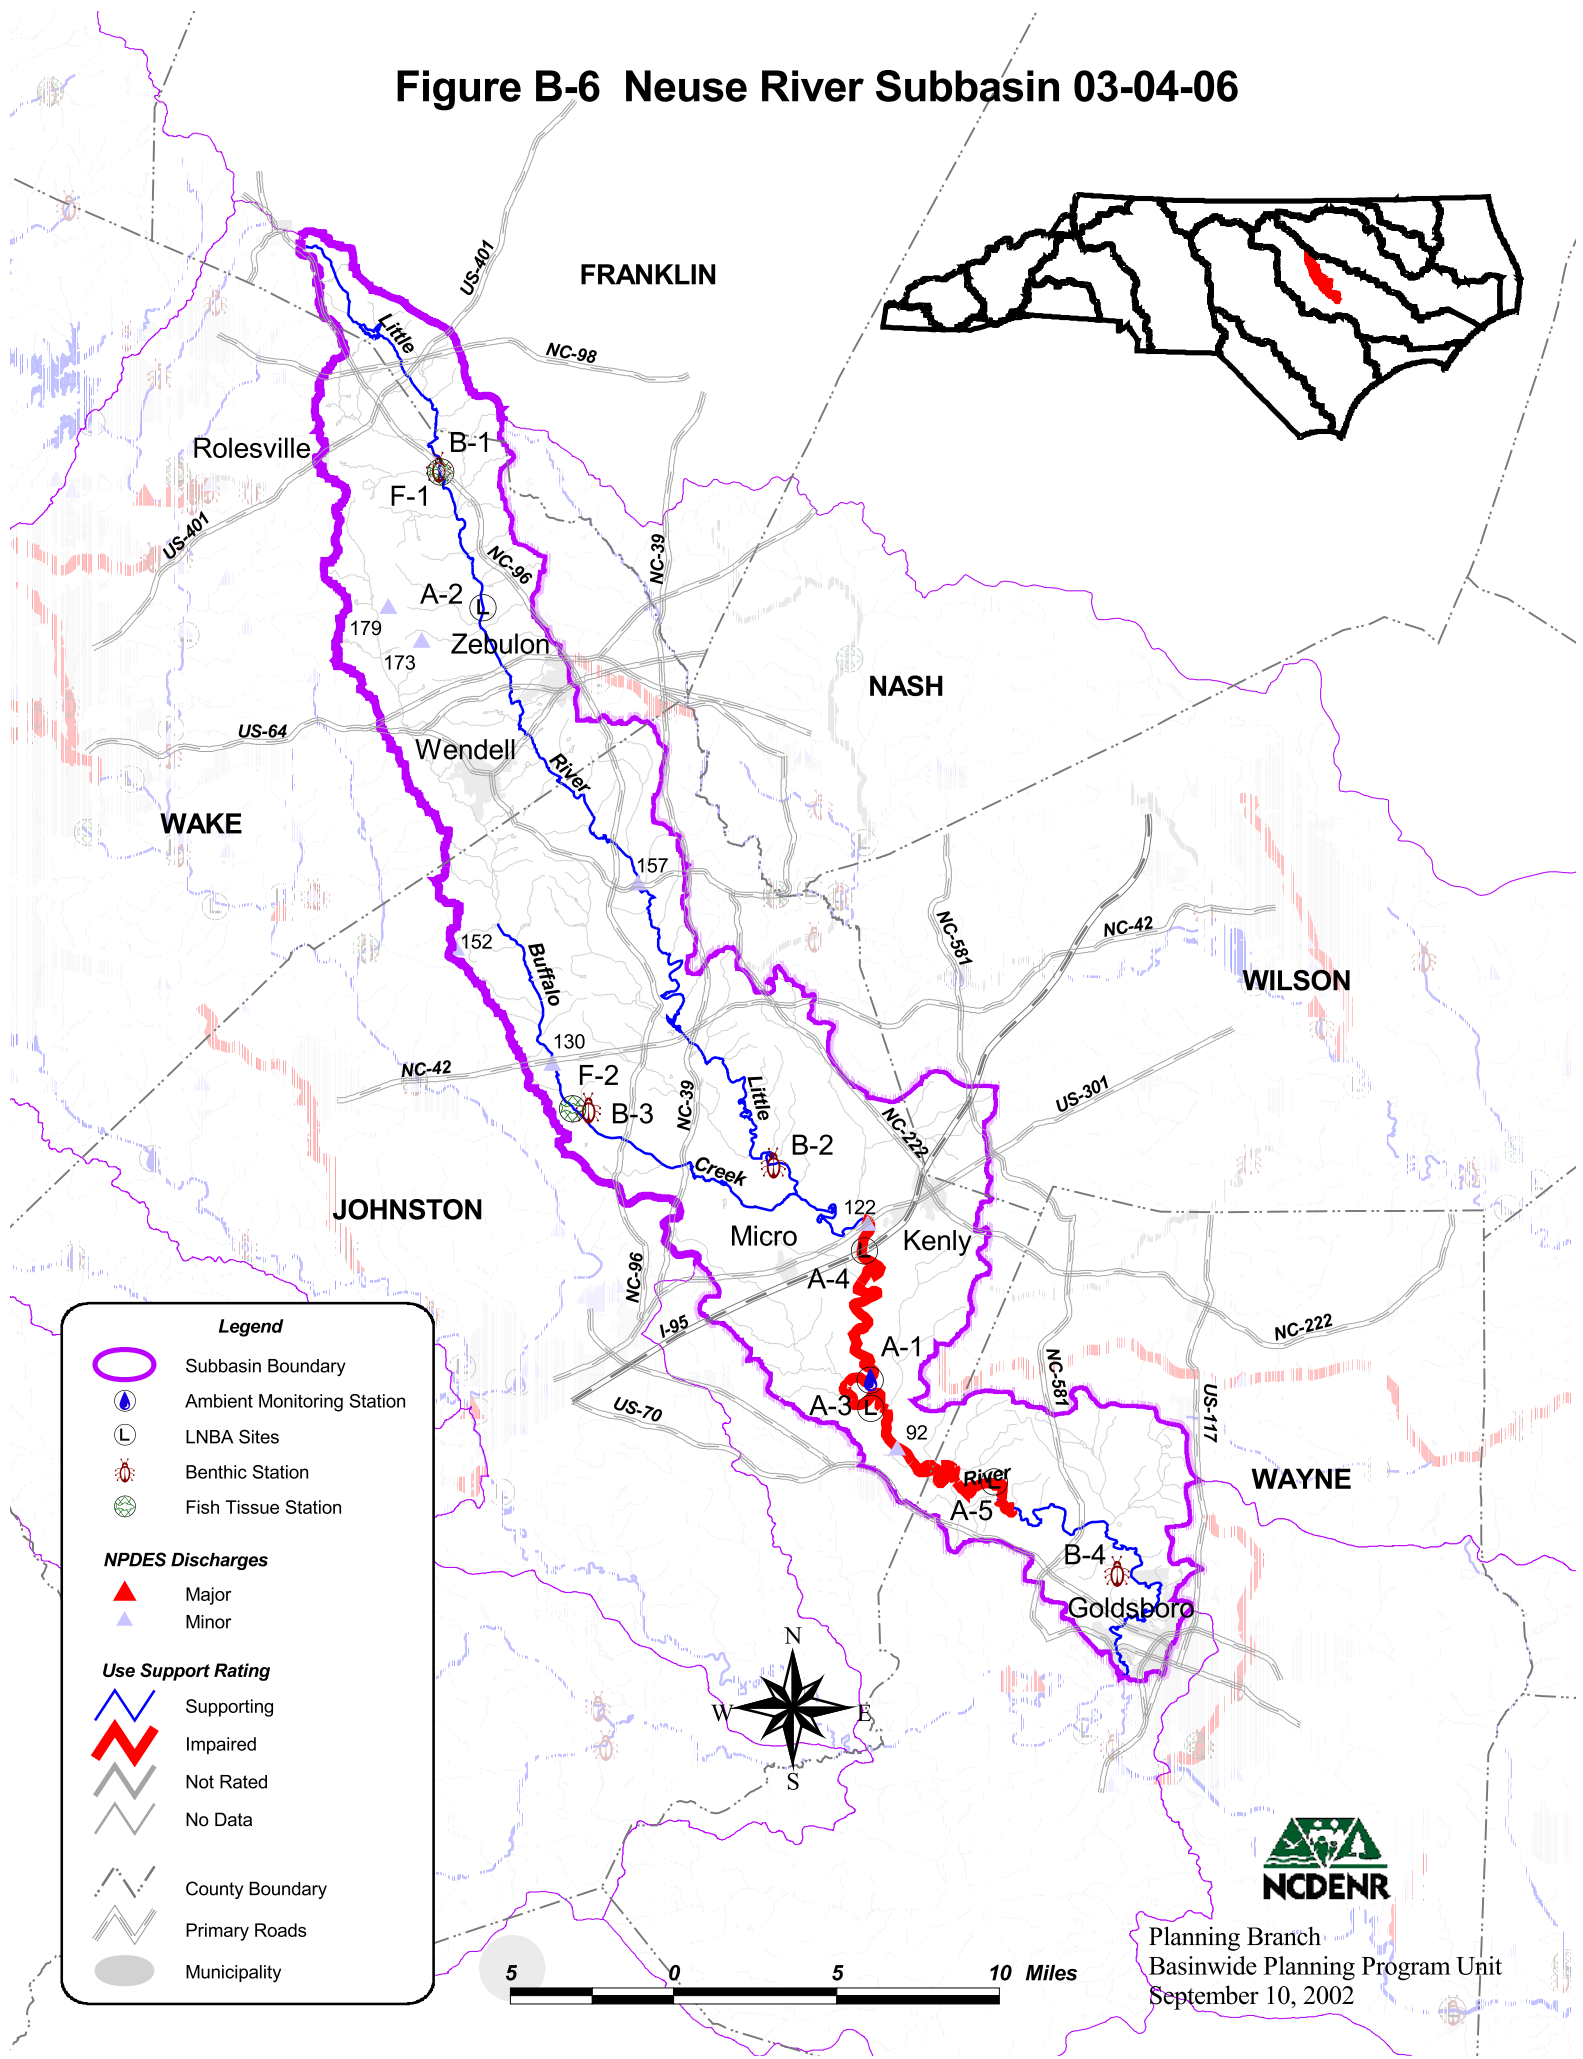 Figure B-6  Neuse River Subbasin 03-04-06
US-401
FRANKLIN
Little
NC-98
Rolesville
B-1
F-1
US-401
NC-96
NC-39
A-2
L
179
Zebulon
173
NASH
US-64
Wendell
River
WAKE
157
152
Buffalo
NC-581
NC-42
WILSON
130
NC-42
F-2
B-3
NC-39
Little
US-301
NC-222
B-2
Creek
JOHNSTON
122
Micro
Kenly
L
A-4
NC-96
I-95
NC-222
A-1
NC-581
US-117
A-3
L
US-70
92
River
L
A-5
WAYNE
B-4
Goldsboro
Legend
Subbasin Boundary
Ambient Monitoring Station
L
LNBA Sites
Benthic Station
Fish Tissue Station
NPDES Discharges
Major
Minor
Use Support Rating
Supporting
Impaired
Not Rated
No Data
County Boundary
Primary Roads
Municipality
N
W
E
S
5
0
5
10
Miles
NCDENR
Planning Branch
Basinwide Planning Program Unit
September 10, 2002